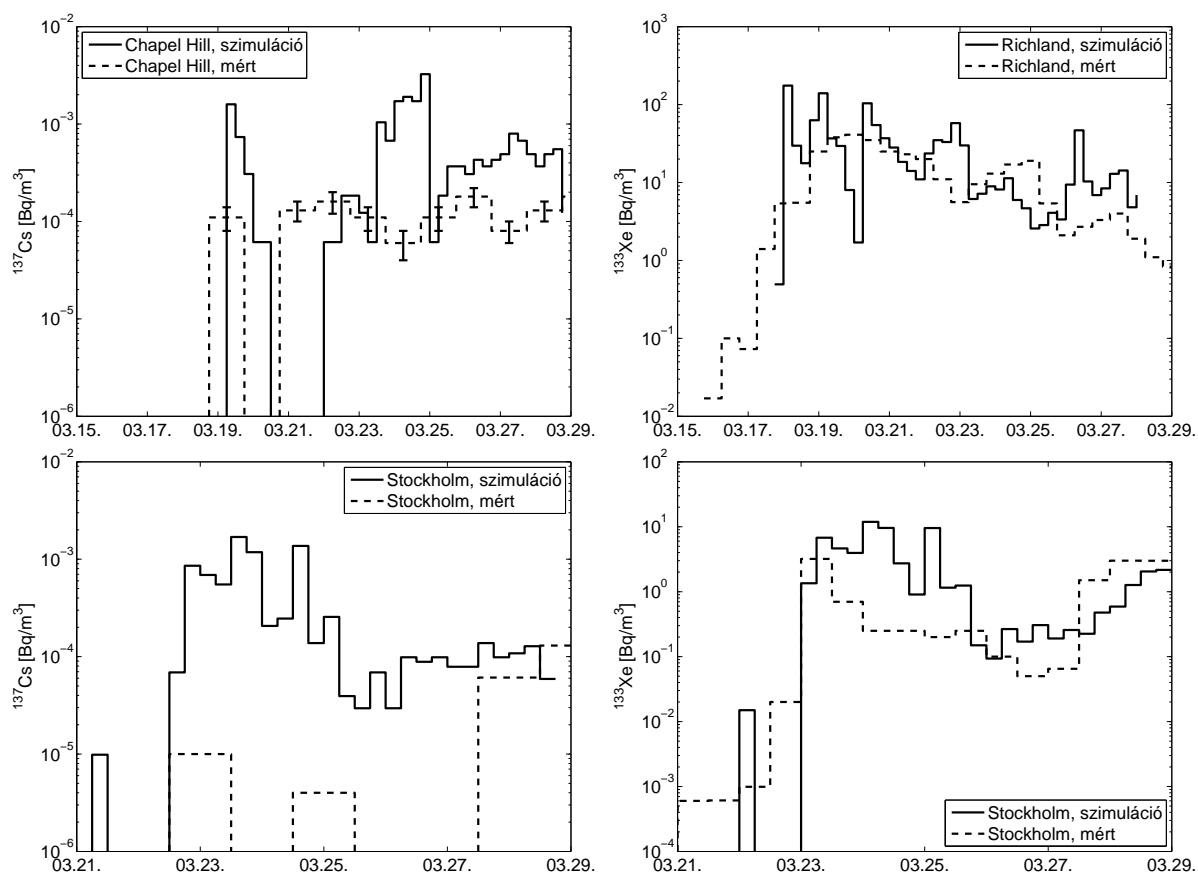 10⁻²
10⁻³
10⁻⁴
10⁻⁵
10⁻⁶
¹³⁷Cs [Bq/m³]
Chapel Hill, szimuláció
Chapel Hill, mért
03.15. 03.17. 03.19. 03.21. 03.23. 03.25. 03.27. 03.29.
10³
10²
10¹
10⁰
10⁻¹
10⁻²
¹³³Xe [Bq/m³]
Richland, szimuláció
Richland, mért
03.15. 03.17. 03.19. 03.21. 03.23. 03.25. 03.27. 03.29.
10⁻²
10⁻³
10⁻⁴
10⁻⁵
10⁻⁶
¹³⁷Cs [Bq/m³]
Stockholm, szimuláció
Stockholm, mért
03.21. 03.23. 03.25. 03.27. 03.29.
10²
10¹
10⁰
10⁻¹
10⁻²
10⁻³
10⁻⁴
¹³³Xe [Bq/m³]
Stockholm, szimuláció
Stockholm, mért
03.21. 03.23. 03.25. 03.27. 03.29.